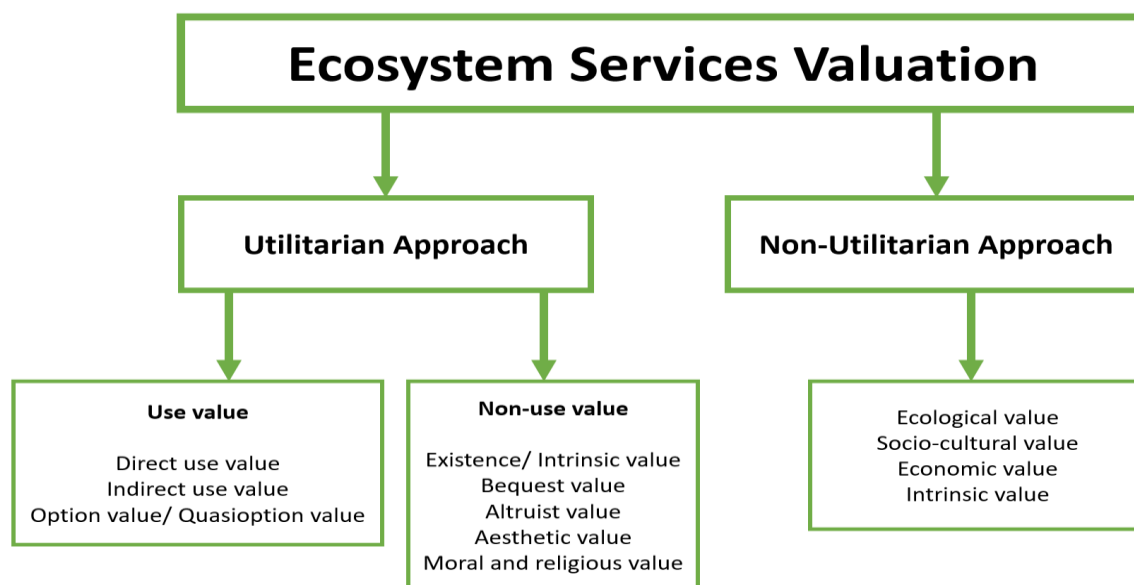 Ecosystem Services Valuation
Utilitarian Approach
Non-Utilitarian Approach
Use value
Direct use value
Indirect use value
Option value/ Quasioption value
Non-use value
Existence/ Intrinsic value
Bequest value
Altruist value
Aesthetic value
Moral and religious value
Ecological value
Socio-cultural value
Economic value
Intrinsic value